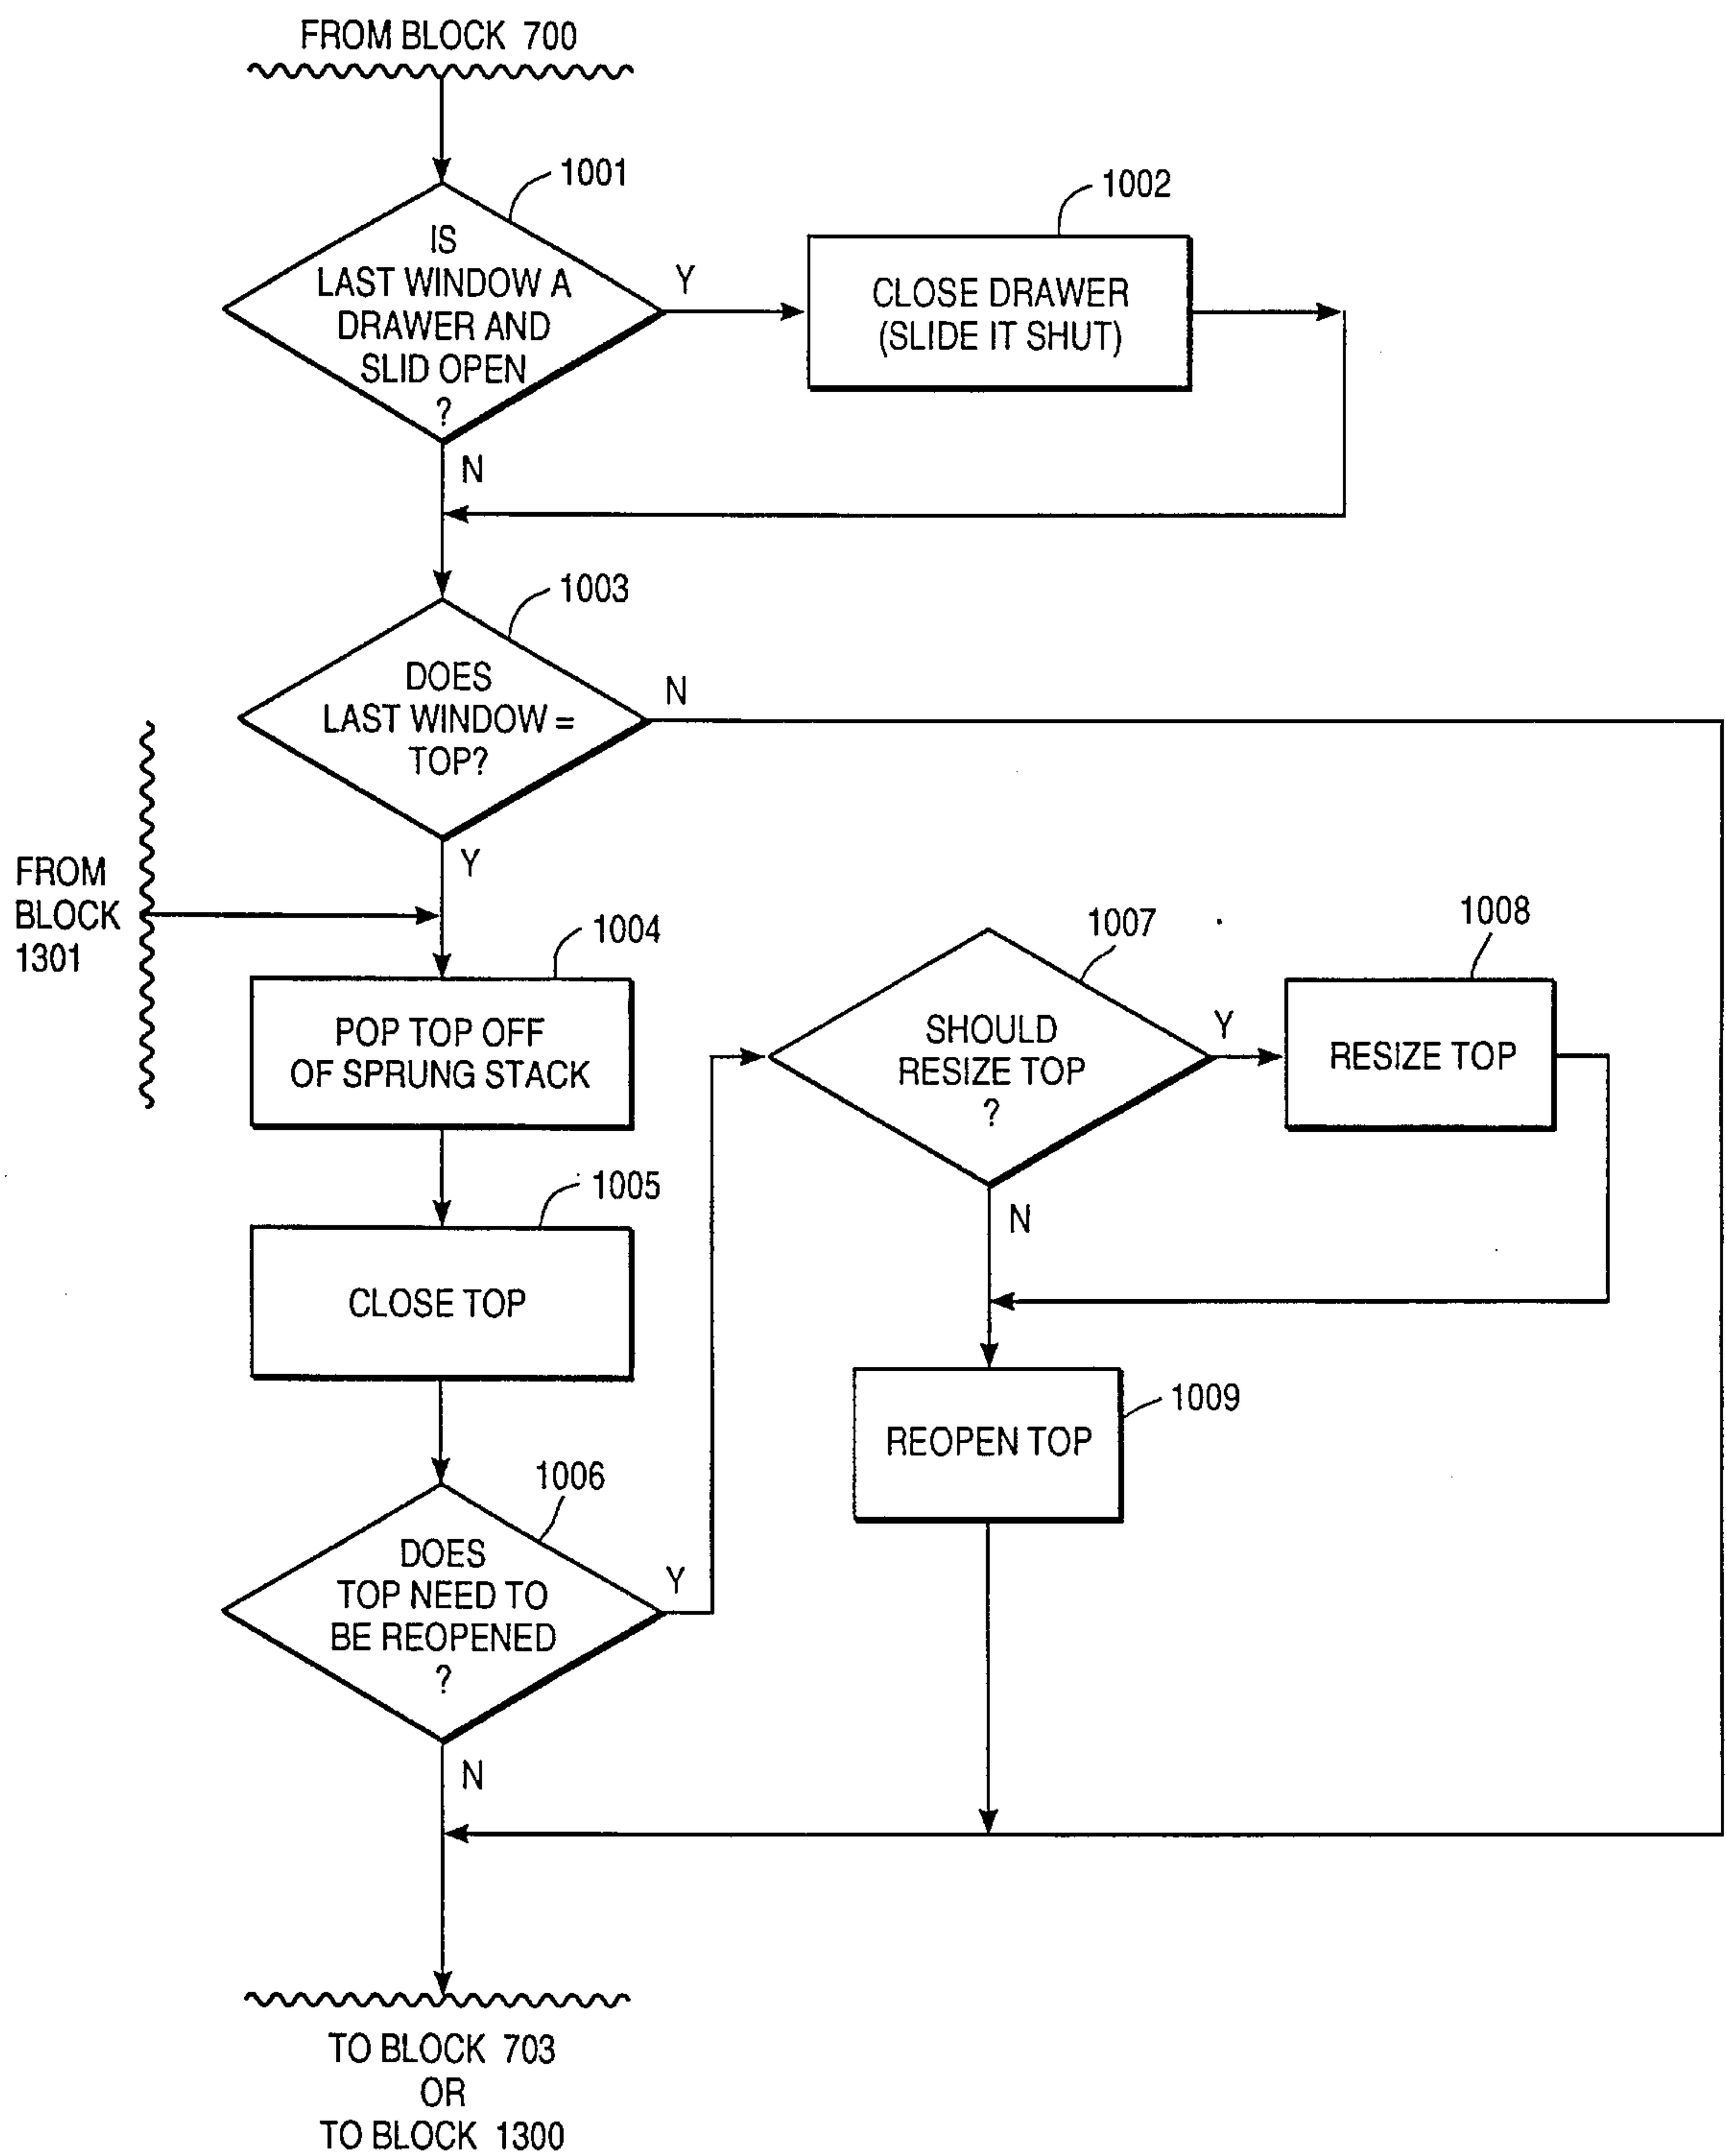 FROM BLOCK 700
1001
IS
LAST WINDOW A
DRAWER AND
SLID OPEN
?
Y
N
1002
CLOSE DRAWER
(SLIDE IT SHUT)
1003
DOES
LAST WINDOW =
TOP?
N
Y
FROM
BLOCK
1301
1004
POP TOP OFF
OF SPRUNG STACK
1005
CLOSE TOP
1006
DOES
TOP NEED TO
BE REOPENED
?
Y
N
1007
SHOULD
RESIZE TOP
?
Y
N
1008
RESIZE TOP
1009
REOPEN TOP
TO BLOCK 703
OR
TO BLOCK 1300